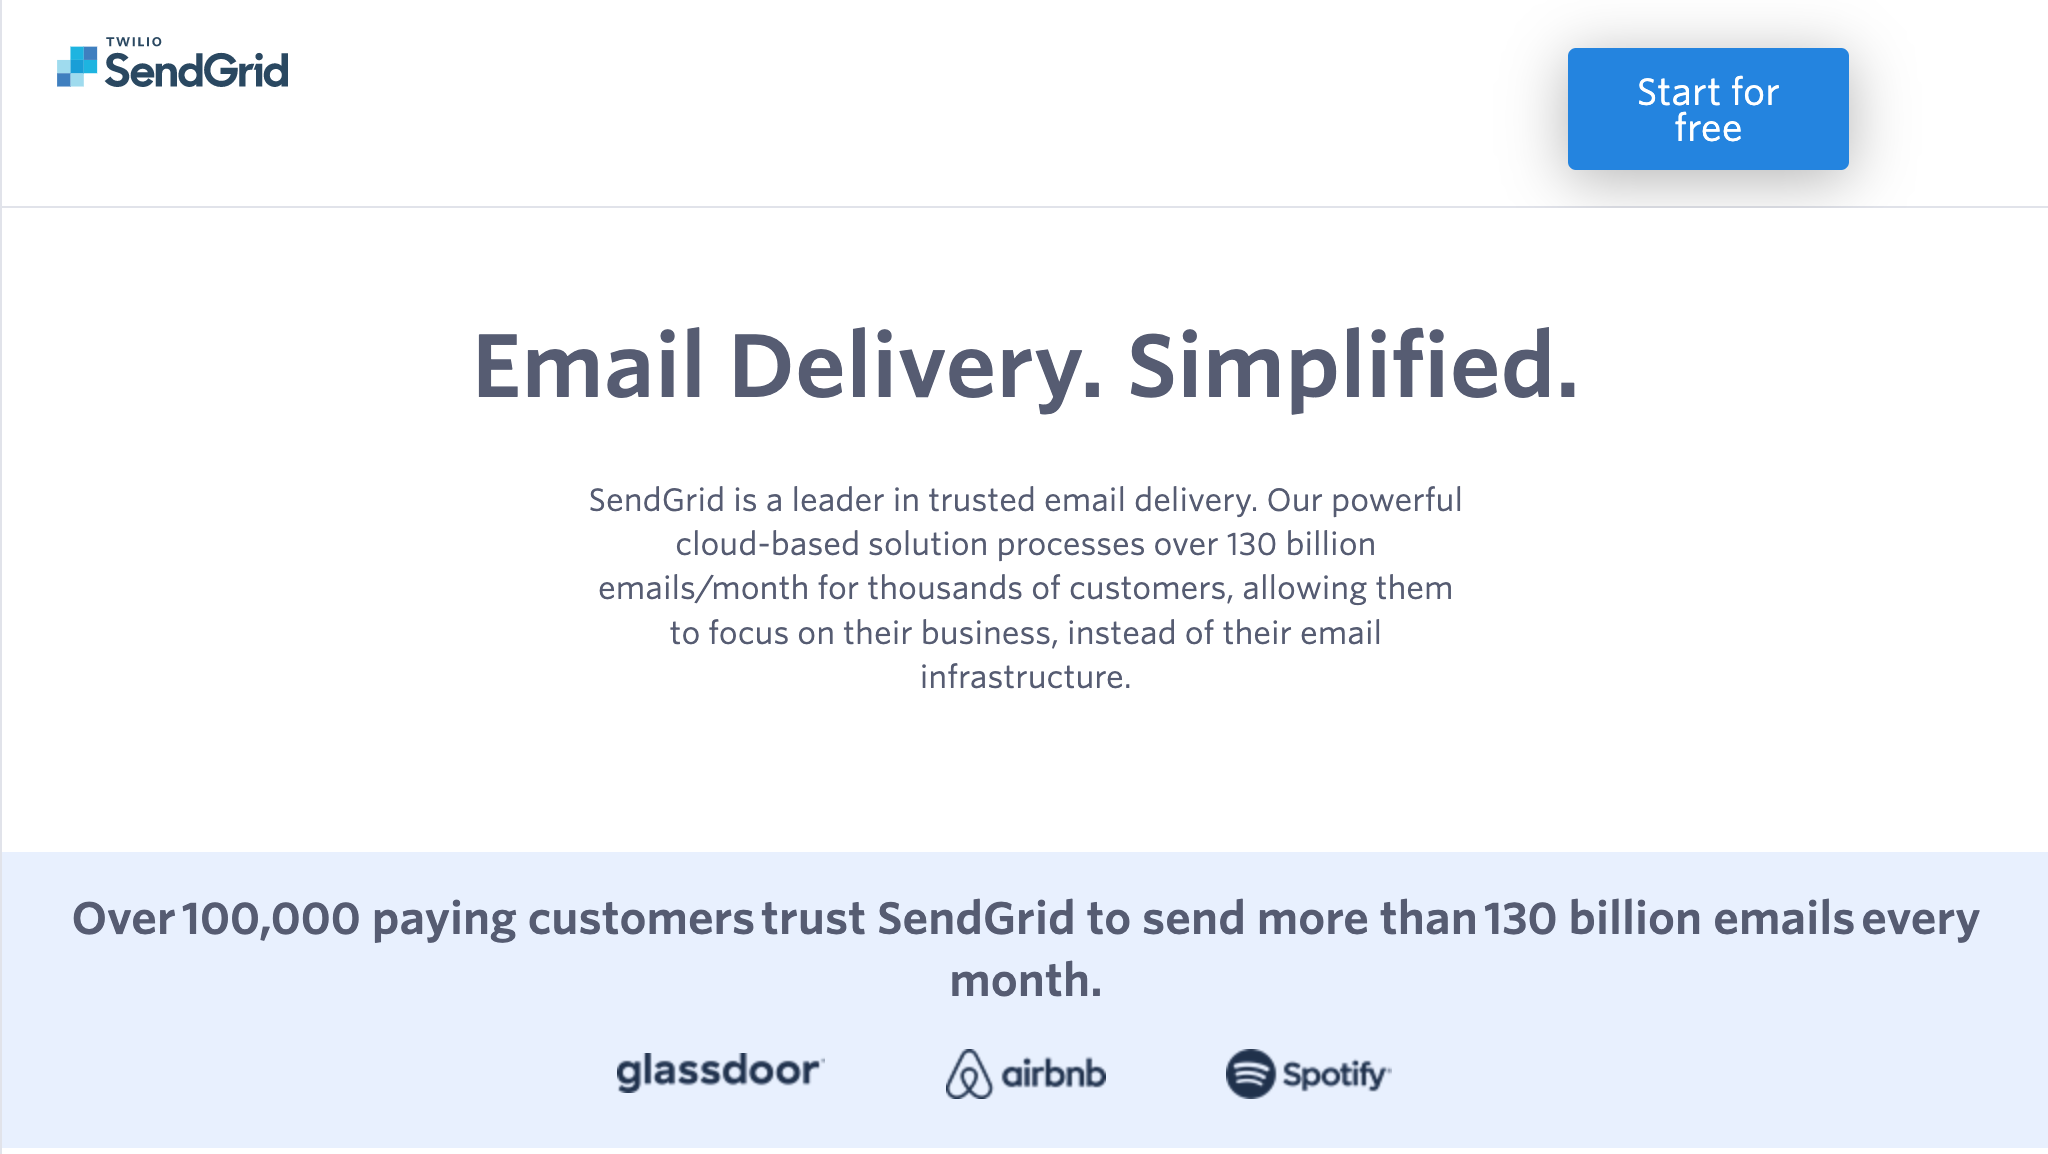 TWILIO
SendGrid
Start for
free
Email Delivery. Simplified.
SendGrid is a leader in trusted email delivery. Our powerful
cloud-based solution processes over 130 billion
emails/month for thousands of customers, allowing them
to focus on their business, instead of their email
infrastructure.
Over 100,000 paying customers trust SendGrid to send more than 130 billion emails every
month.
glassdoor airbnb Spotify